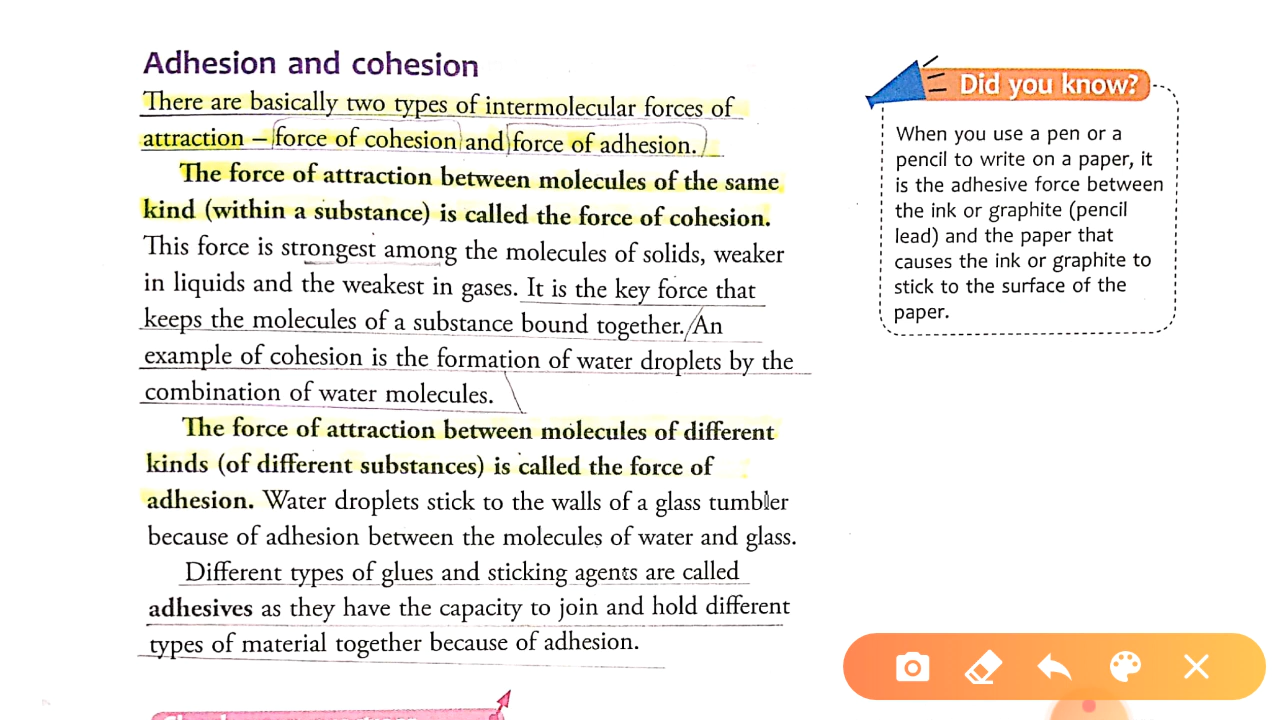 Adhesion and cohesion
There are basically two types of intermolecular forces of
attraction – force of cohesion and force of adhesion.
The force of attraction between molecules of the same
kind (within a substance) is called the force of cohesion.
This force is strongest among the molecules of solids, weaker
in liquids and the weakest in gases. It is the key force that
keeps the molecules of a substance bound together. An
example of cohesion is the formation of water droplets by the
combination of water molecules.
The force of attraction between molecules of different
kinds (of different substances) is called the force of
adhesion. Water droplets stick to the walls of a glass tumbler
because of adhesion between the molecules of water and glass.
Different types of glues and sticking agents are called
adhesives as they have the capacity to join and hold different
types of material together because of adhesion.
Did you know?
When you use a pen or a
pencil to write on a paper, it
is the adhesive force between
the ink or graphite (pencil
lead) and the paper that
causes the ink or graphite to
stick to the surface of the
paper.